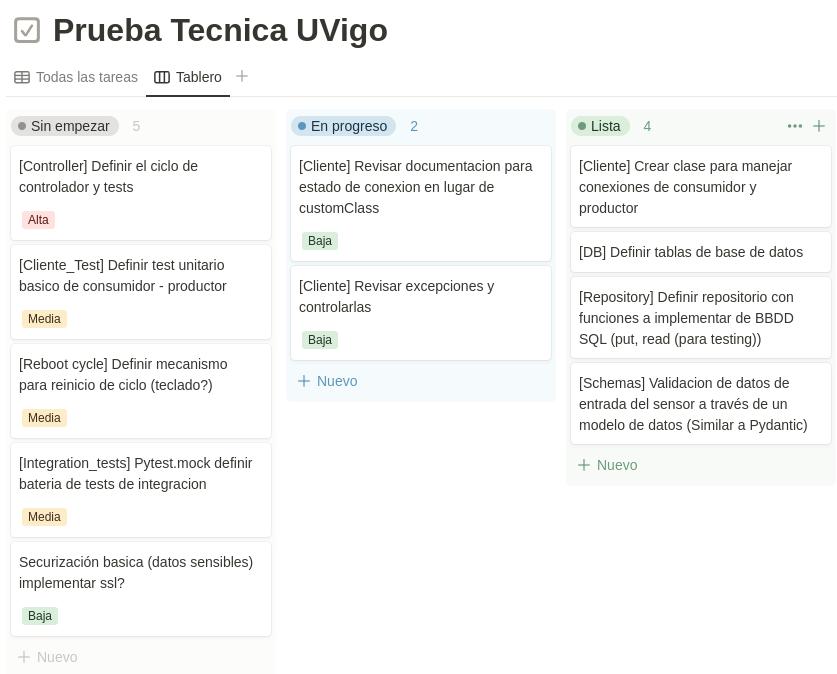 Prueba Tecnica UVigo
Todas las tareas
Tablero
Sin empezar 5
[Controller] Definir el ciclo de
controlador y tests
Alta
[Cliente_Test] Definir test unitario
basico de consumidor - productor
Media
[Reboot cycle] Definir mecanismo
para reinicio de ciclo (teclado?)
Media
[Integration_tests] Pytest.mock definir
bateria de tests de integracion
Media
Securización basica (datos sensibles)
implementar ssl?
Baja
Nuevo
En progreso 2
[Cliente] Revisar documentacion para
estado de conexion en lugar de
customClass
Baja
[Cliente] Revisar excepciones y
controlarlas
Baja
Nuevo
Lista 4
[Cliente] Crear clase para manejar
conexiones de consumidor y
productor
[DB] Definir tablas de base de datos
[Repository] Definir repositorio con
funciones a implementar de BBDD
SQL (put, read (para testing))
[Schemas] Validacion de datos de
entrada del sensor a través de un
modelo de datos (Similar a Pydantic)
Nuevo